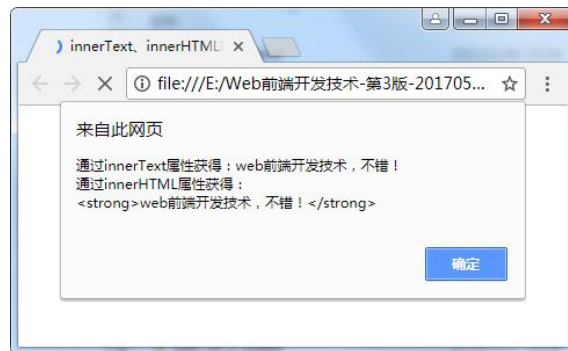 innerText、innerHTML
file:///E:/Web前端开发技术-第3版-201705...
来自此网页
通过innerText属性获得：web前端开发技术，不错！
通过innerHTML属性获得：
<strong>web前端开发技术，不错！</strong>
确定